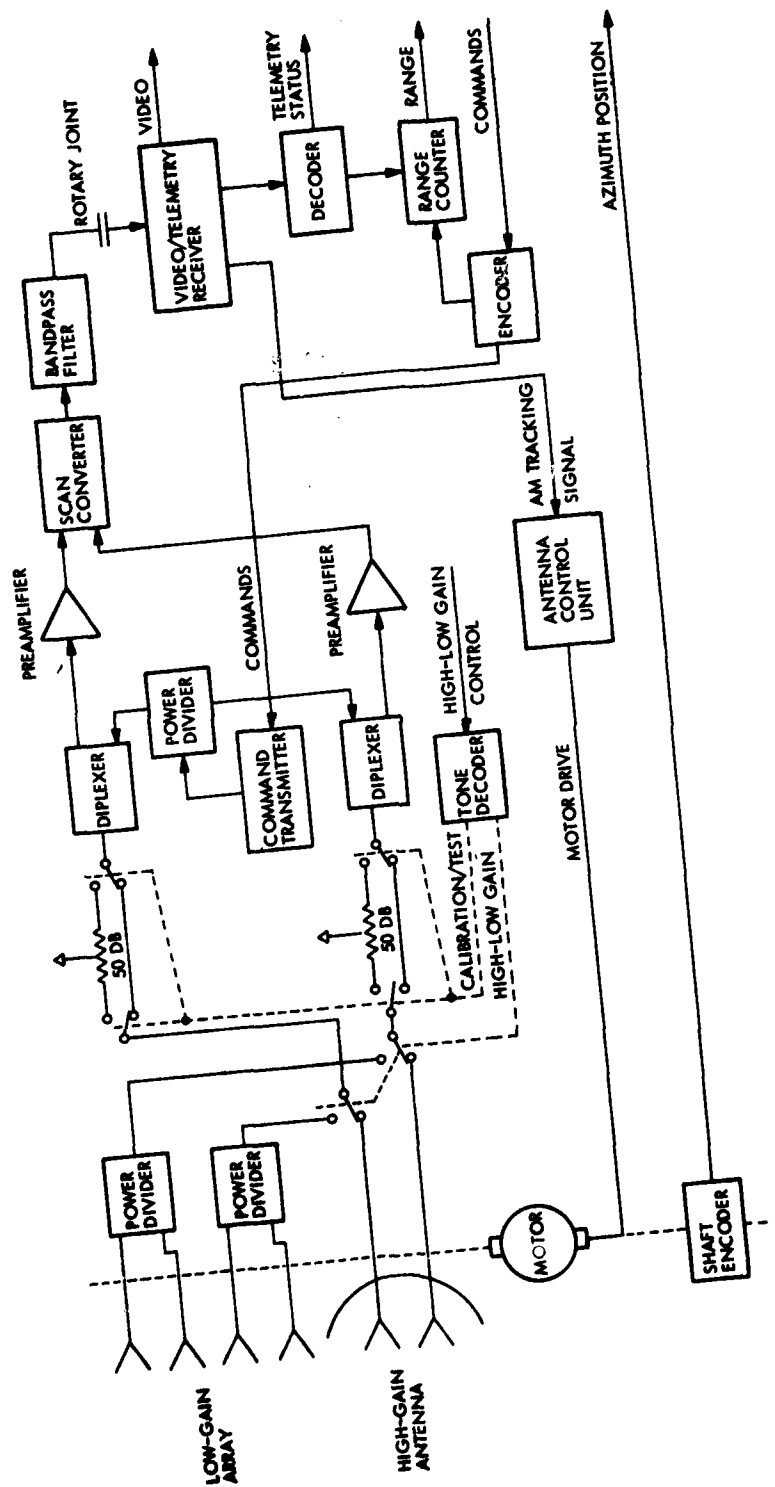 LOW-GAIN
ARRAY
HIGH-GAIN
ANTENNA
POWER
DIVIDER
POWER
DIVIDER
MOTOR
SHAFT
ENCODER
50 DB
50 DB
CALIBRATION/TEST
HIGH-LOW GAIN
DIPLEXER
POWER
DIVIDER
COMMAND
TRANSMITTER
DIPLEXER
TONE
DECODER
HIGH-LOW GAIN
CONTROL
MOTOR DRIVE
PREAMPLIFIER
COMMANDS
PREAMPLIFIER
SCAN
CONVERTER
BANDPASS
FILTER
ROTARY JOINT
ANTENNA
CONTROL
UNIT
AM TRACKING
SIGNAL
VIDEO/TELEMETRY
RECEIVER
VIDEO
DECODER
TELEMETRY
STATUS
RANGE
COUNTER
RANGE
ENCODER
COMMANDS
AZIMUTH POSITION